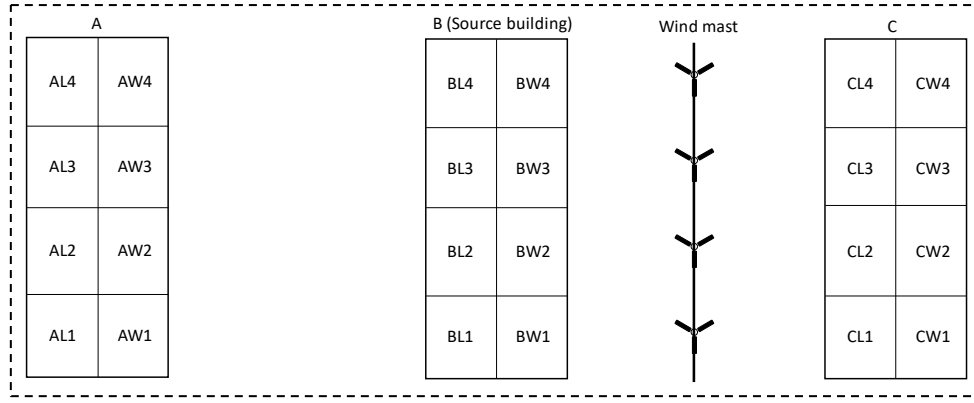 A
B (Source building)
Wind mast
C
AL4 AW4
BL4 BW4
CL4 CW4
AL3 AW3
BL3 BW3
CL3 CW3
AL2 AW2
BL2 BW2
CL2 CW2
AL1 AW1
BL1 BW1
CL1 CW1